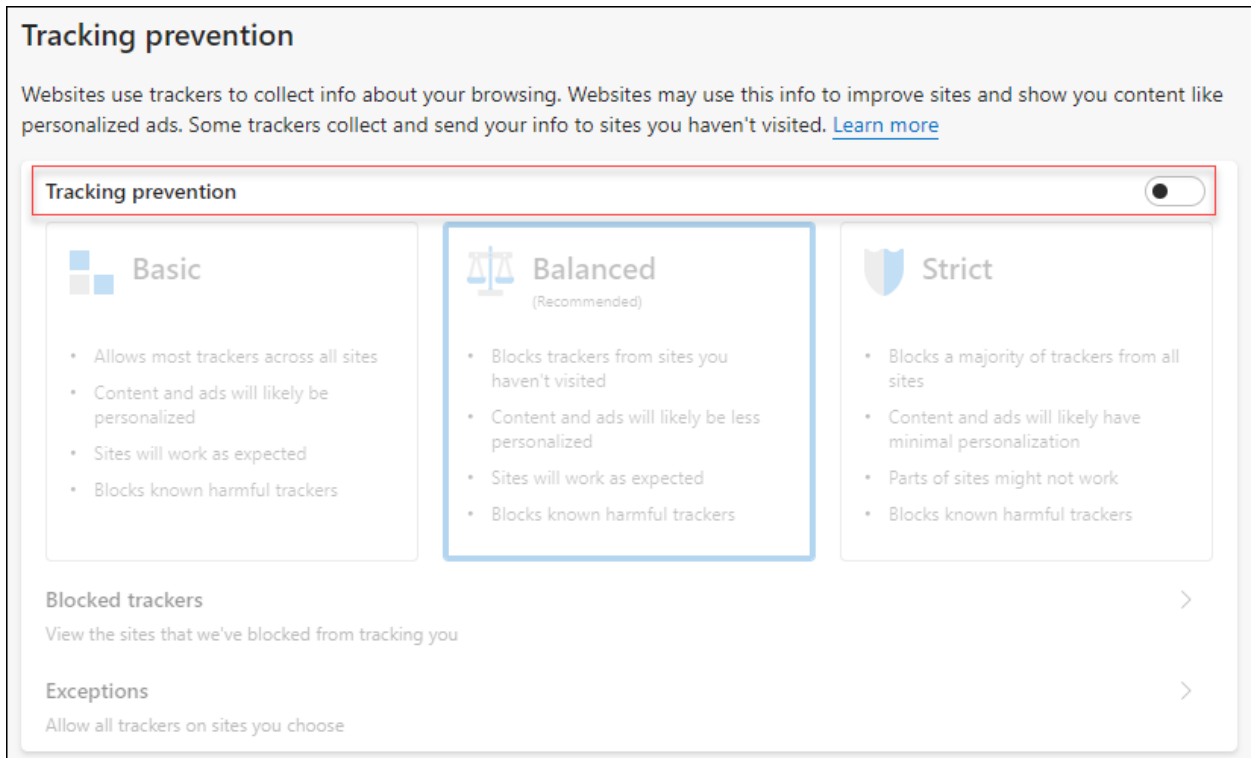 Tracking prevention
Websites use trackers to collect info about your browsing. Websites may use this info to improve sites and show you content like
personalized ads. Some trackers collect and send your info to sites you haven't visited. Learn more
Tracking prevention
Basic
• Allows most trackers across all sites
• Content and ads will likely be
personalized
• Sites will work as expected
• Blocks known harmful trackers
Balanced
(Recommended)
• Blocks trackers from sites you
haven't visited
• Content and ads will likely be less
personalized
• Sites will work as expected
• Blocks known harmful trackers
Strict
• Blocks a majority of trackers from all
sites
• Content and ads will likely have
minimal personalization
• Parts of sites might not work
• Blocks known harmful trackers
Blocked trackers
View the sites that we've blocked from tracking you
Exceptions
Allow all trackers on sites you choose